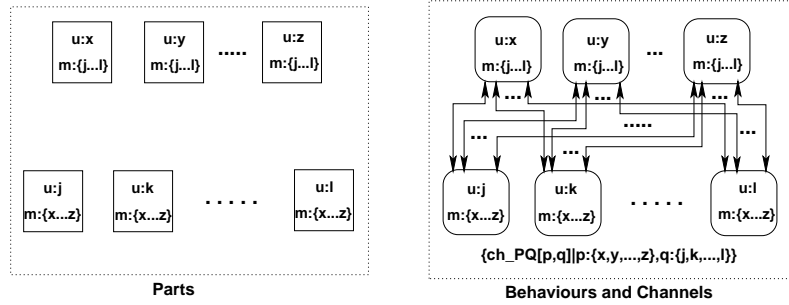 u:x u:y ..... u:z
m:{j...l} m:{j...l} m:{j...l}
u:j u:k ..... u:l
m:{x...z} m:{x...z} m:{x...z}
Parts
u:x u:y ... u:z
m:{j...l} m:{j...l} m:{j...l}
... ... ...
... ..... ...
...
u:j u:k ..... u:l
m:{x...z} m:{x...z} m:{x...z}
{ch_PQ[p,q]|p:{x,y,...,z},q:{j,k,...,l}}
Behaviours and Channels